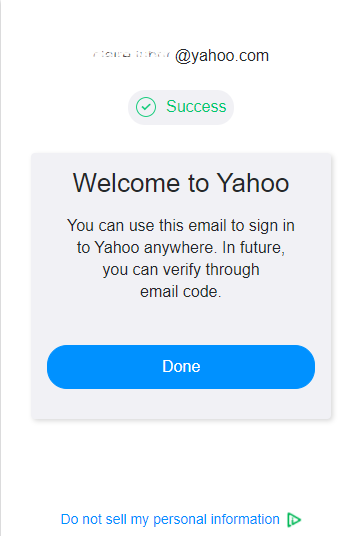 @yahoo.com
Success
Welcome to Yahoo
You can use this email to sign in
to Yahoo anywhere. In future,
you can verify through
email code.
Done
Do not sell my personal information